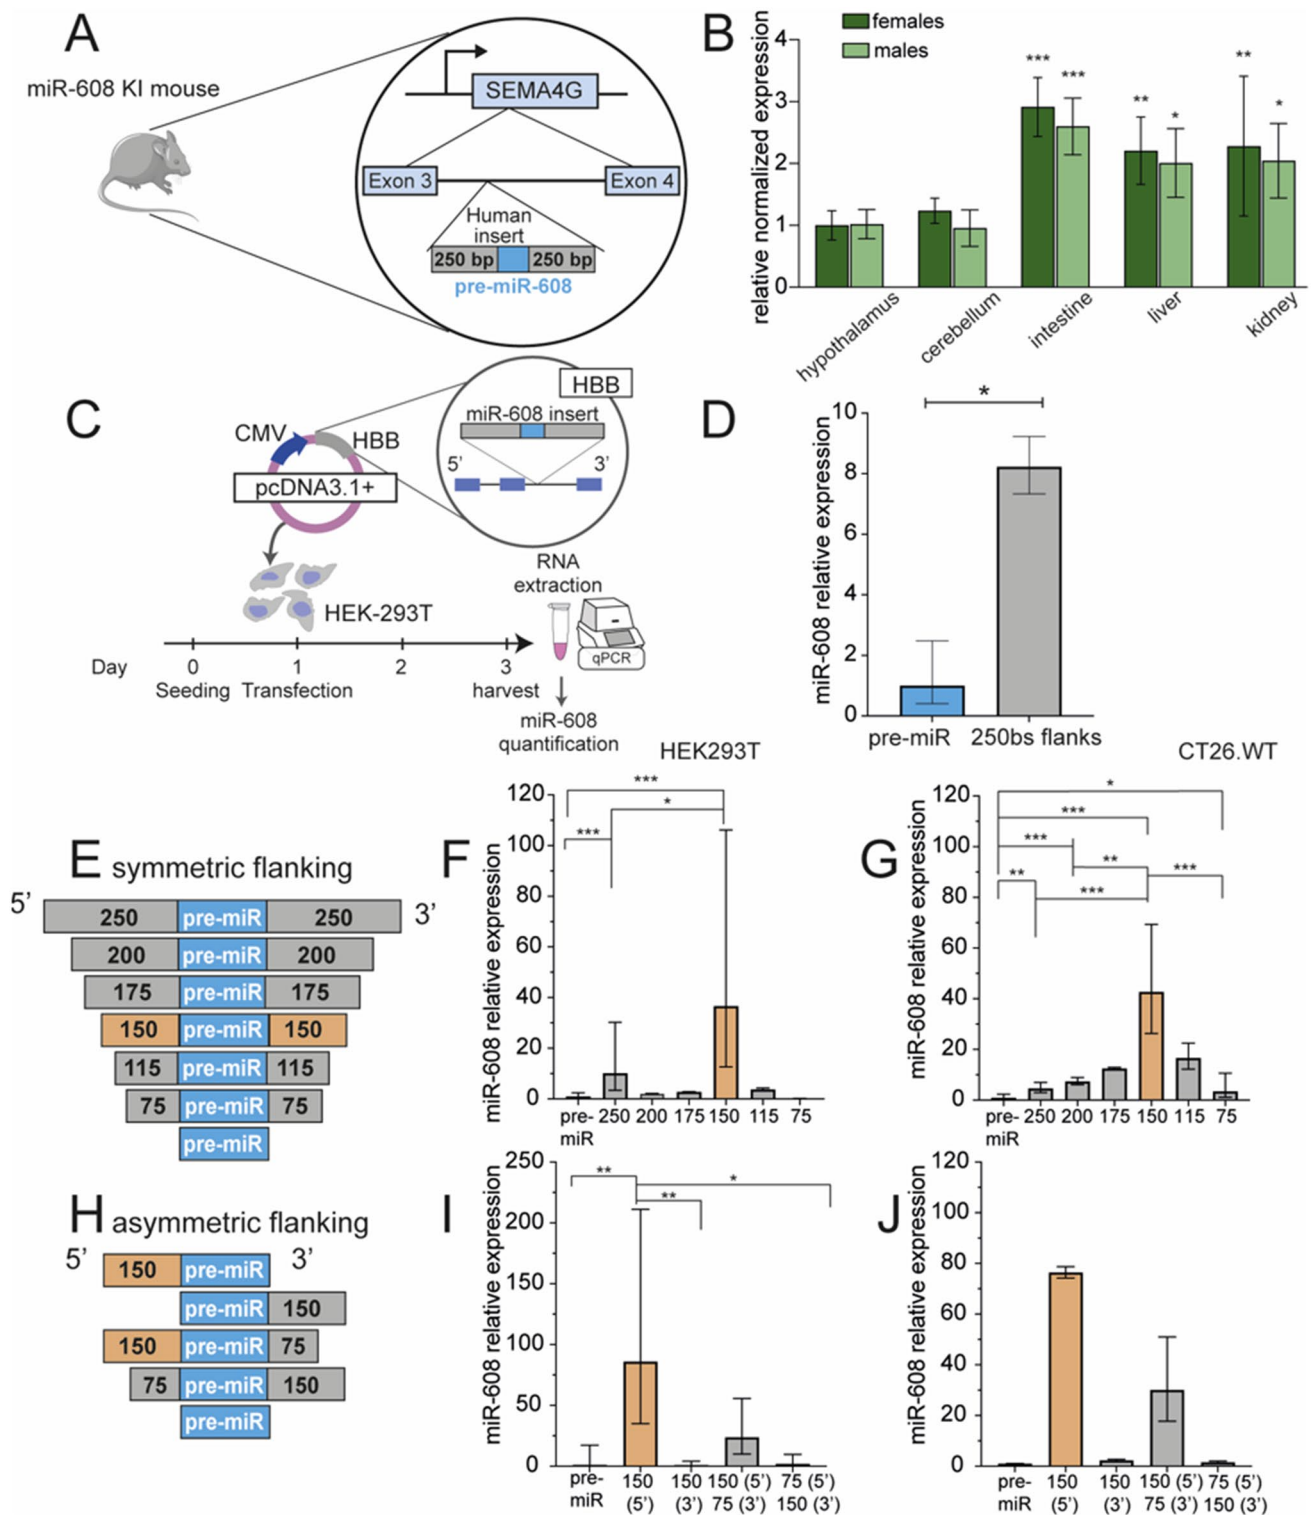 A
miR-608 KI mouse
SEMA4G
Exon 3
Exon 4
Human
insert
250 bp
250 bp
pre-miR-608
B
relative normalized expression
females
males
4
3
2
1
0
***
***
**
*
**
*
hypothalamus
cerebellum
intestine
liver
kidney
C
CMV
HBB
pcDNA3.1+
HBB
miR-608 insert
5’
3’
HEK-293T
RNA
extraction
qPCR
Day
0
1
2
3
Seeding
Transfection
harvest
miR-608
quantification
D
miR-608 relative expression
*
10
8
6
4
2
0
pre-miR
250bs flanks
E symmetric flanking
5’
3’
250 pre-miR 250
200 pre-miR 200
175 pre-miR 175
150 pre-miR 150
115 pre-miR 115
75 pre-miR 75
pre-miR
F
HEK293T
miR-608 relative expression
***
*
***
120
100
80
60
40
20
0
pre-
miR
250 200 175 150 115 75
G
CT26.WT
miR-608 relative expression
*
***
***
**
***
**
***
120
100
80
60
40
20
0
pre-
miR
250 200 175 150 115 75
H asymmetric flanking
5’
3’
150 pre-miR
pre-miR 150
150 pre-miR 75
75 pre-miR 150
pre-miR
I
miR-608 relative expression
**
*
**
250
200
150
100
50
0
pre-
miR
150
(5’)
150
(3’)
150 (5’)
75 (3’)
75 (5’)
150 (3’)
J
miR-608 relative expression
120
100
80
60
40
20
0
pre-
miR
150
(5’)
150
(3’)
150 (5’)
75 (3’)
75 (5’)
150 (3’)